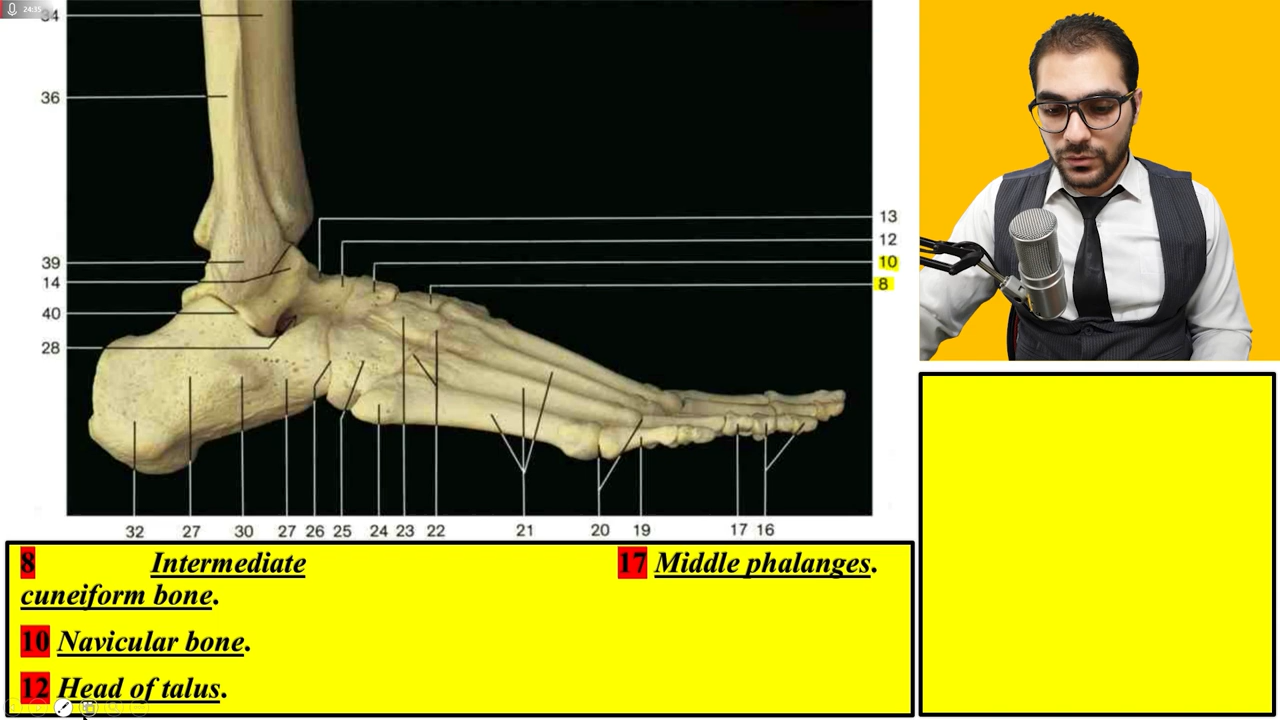 24:35
34
36
13
12
39
10
14
8
40
28
32 27 30 27 26 25 24 23 22 21 20 19 17 16
8 Intermediate 17 Middle phalanges.
cuneiform bone.
10 Navicular bone.
12 Head of talus.